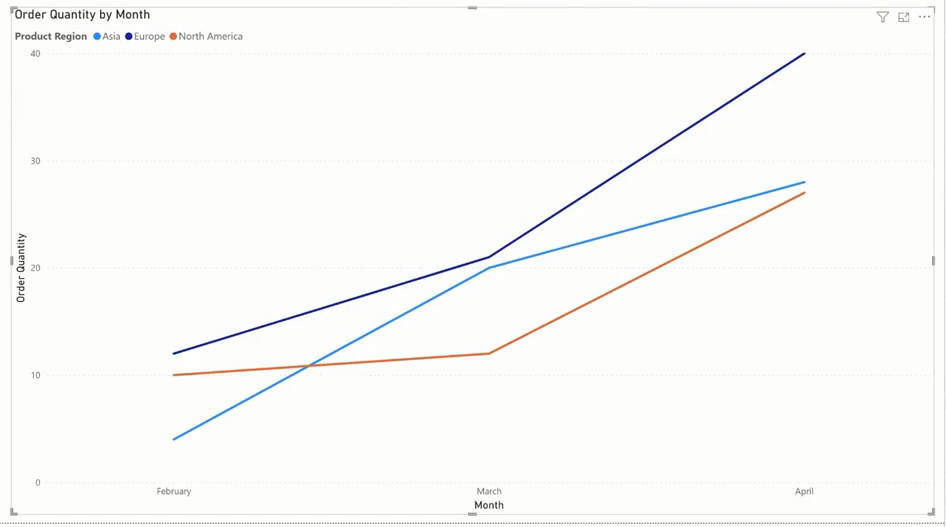 Order Quantity by Month
Product Region Asia Europe North America
40
30
20
10
0
Order Quantity
February March April
Month